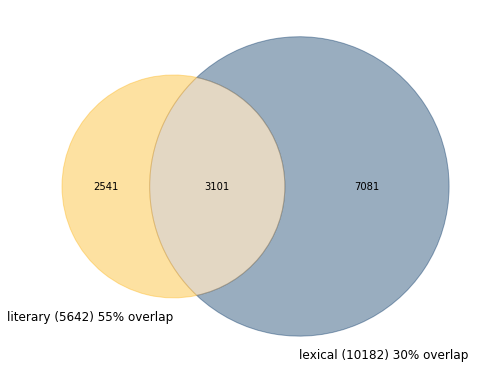 2541
3101
7081
literary (5642) 55% overlap
lexical (10182) 30% overlap